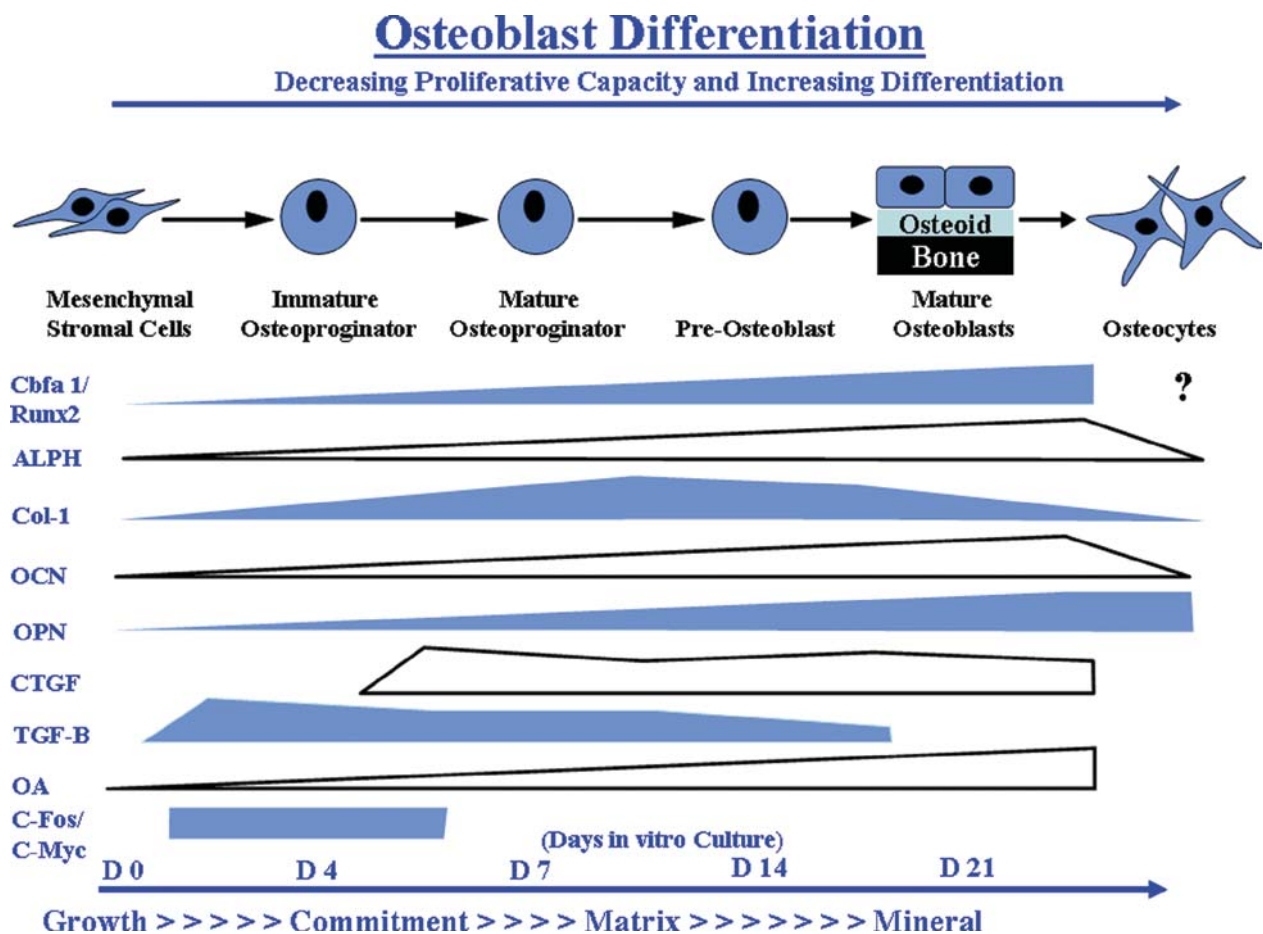 Osteoblast Differentiation
Decreasing Proliferative Capacity and Increasing Differentiation
Osteoid
Bone
Mesenchymal
Stromal Cells
Immature
Osteoproginator
Mature
Osteoproginator
Pre-Osteoblast
Mature
Osteoblasts
Osteocytes
Cbfa 1/
Runx2
?
ALPH
Col-1
OCN
OPN
CTGF
TGF-B
OA
C-Fos/
C-Myc
(Days in vitro Culture)
D 0 D 4 D 7 D 14 D 21
Growth > > > > > Commitment > > > > Matrix > > > > > > > Mineral